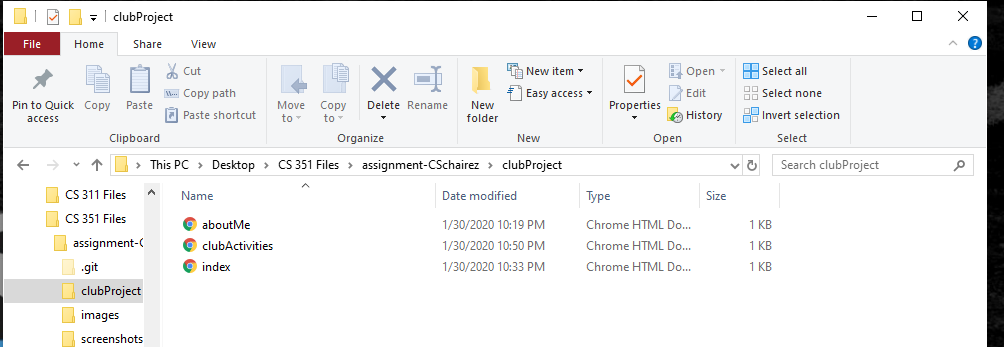 clubProject
File Home Share View
Pin to Quick access
Copy
Paste
Cut
Copy path
Paste shortcut
Clipboard
Move to
Copy to
Delete
Rename
Organize
New folder
New item
Easy access
New
Properties
Open
Edit
History
Open
Select all
Select none
Invert selection
Select
This PC > Desktop > CS 351 Files > assignment-CSchairez > clubProject
Search clubProject
CS 311 Files
CS 351 Files
assignment-C
.git
clubProject
images
screenshots
Name Date modified Type Size
aboutMe 1/30/2020 10:19 PM Chrome HTML Do... 1 KB
clubActivities 1/30/2020 10:50 PM Chrome HTML Do... 1 KB
index 1/30/2020 10:33 PM Chrome HTML Do... 1 KB